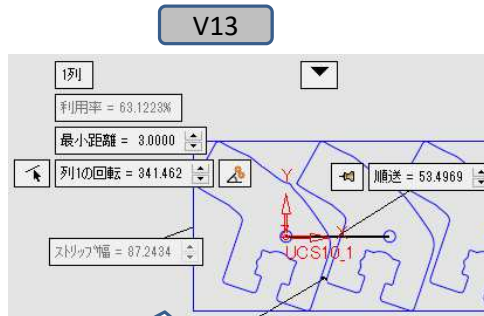 V13
1列
利用率 = 63.1223%
最小距離 = 3.0000
列1の回転 = 341.462
順送 = 53.4969
Y
X
Z
UCS10_1
ストリップ幅 = 87.2434